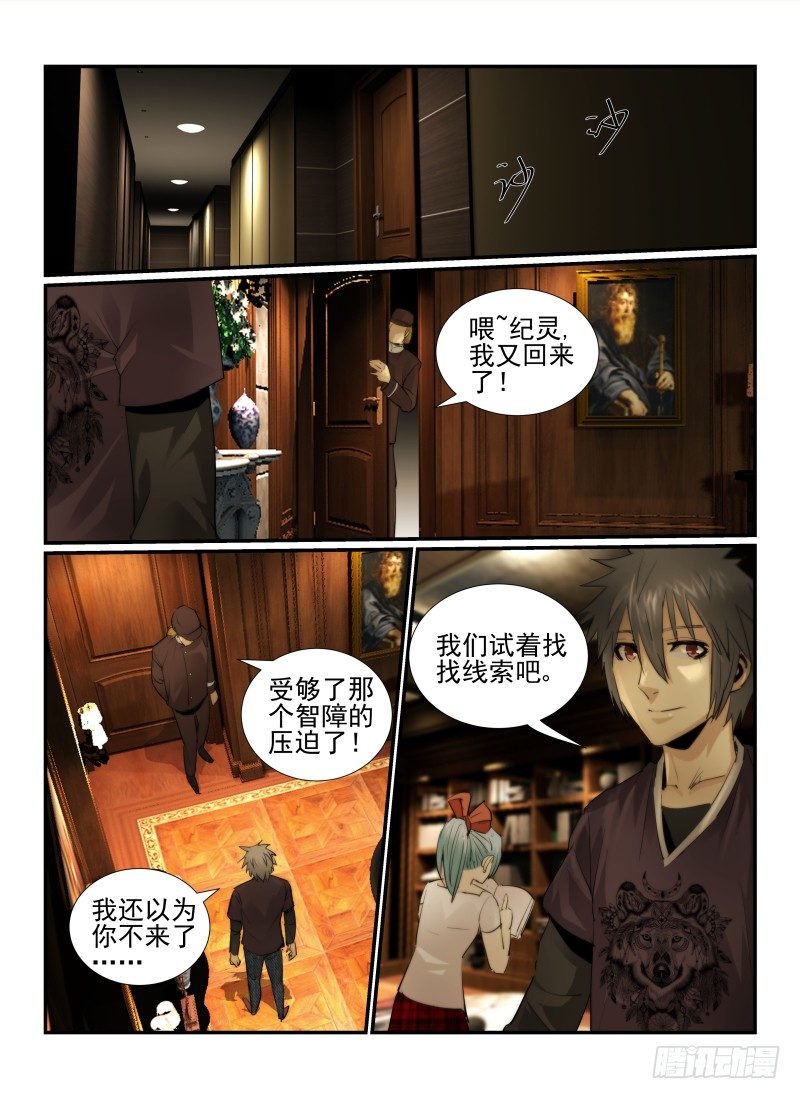 沙
沙
喂~纪灵,
我又回来
了！
受够了那
个智障的
压迫了！
我还以为
你不来了
……
我们试着找
找线索吧。
腾讯动漫